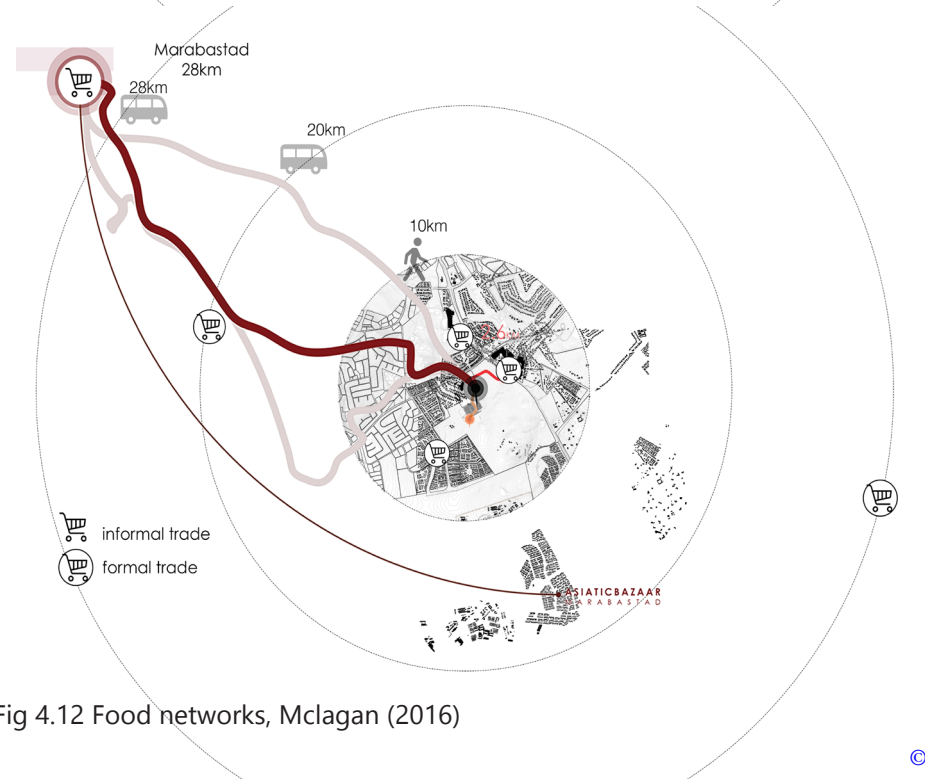 Marabastad
28km
28km
20km
10km
informal trade
formal trade
ASIATICBAZAAR
MARABASTAD
Fig 4.12 Food networks, Mclagan (2016)
©